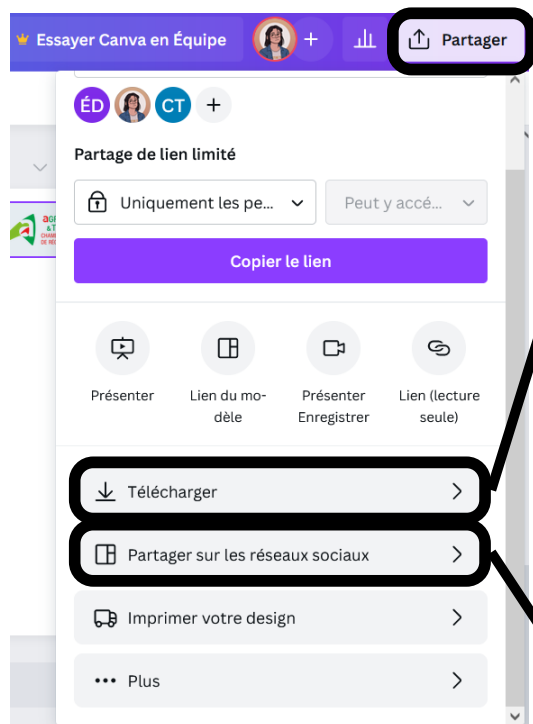 Essayer Canva en Équipe
+
Partager
ÉD
CT
+
Partage de lien limité
Uniquement les pe...
Peut y accé...
Copier le lien
Présenter
Lien du mo-
dèle
Présenter
Enregistrer
Lien (lecture
seule)
Télécharger
Partager sur les réseaux sociaux
Imprimer votre design
Plus